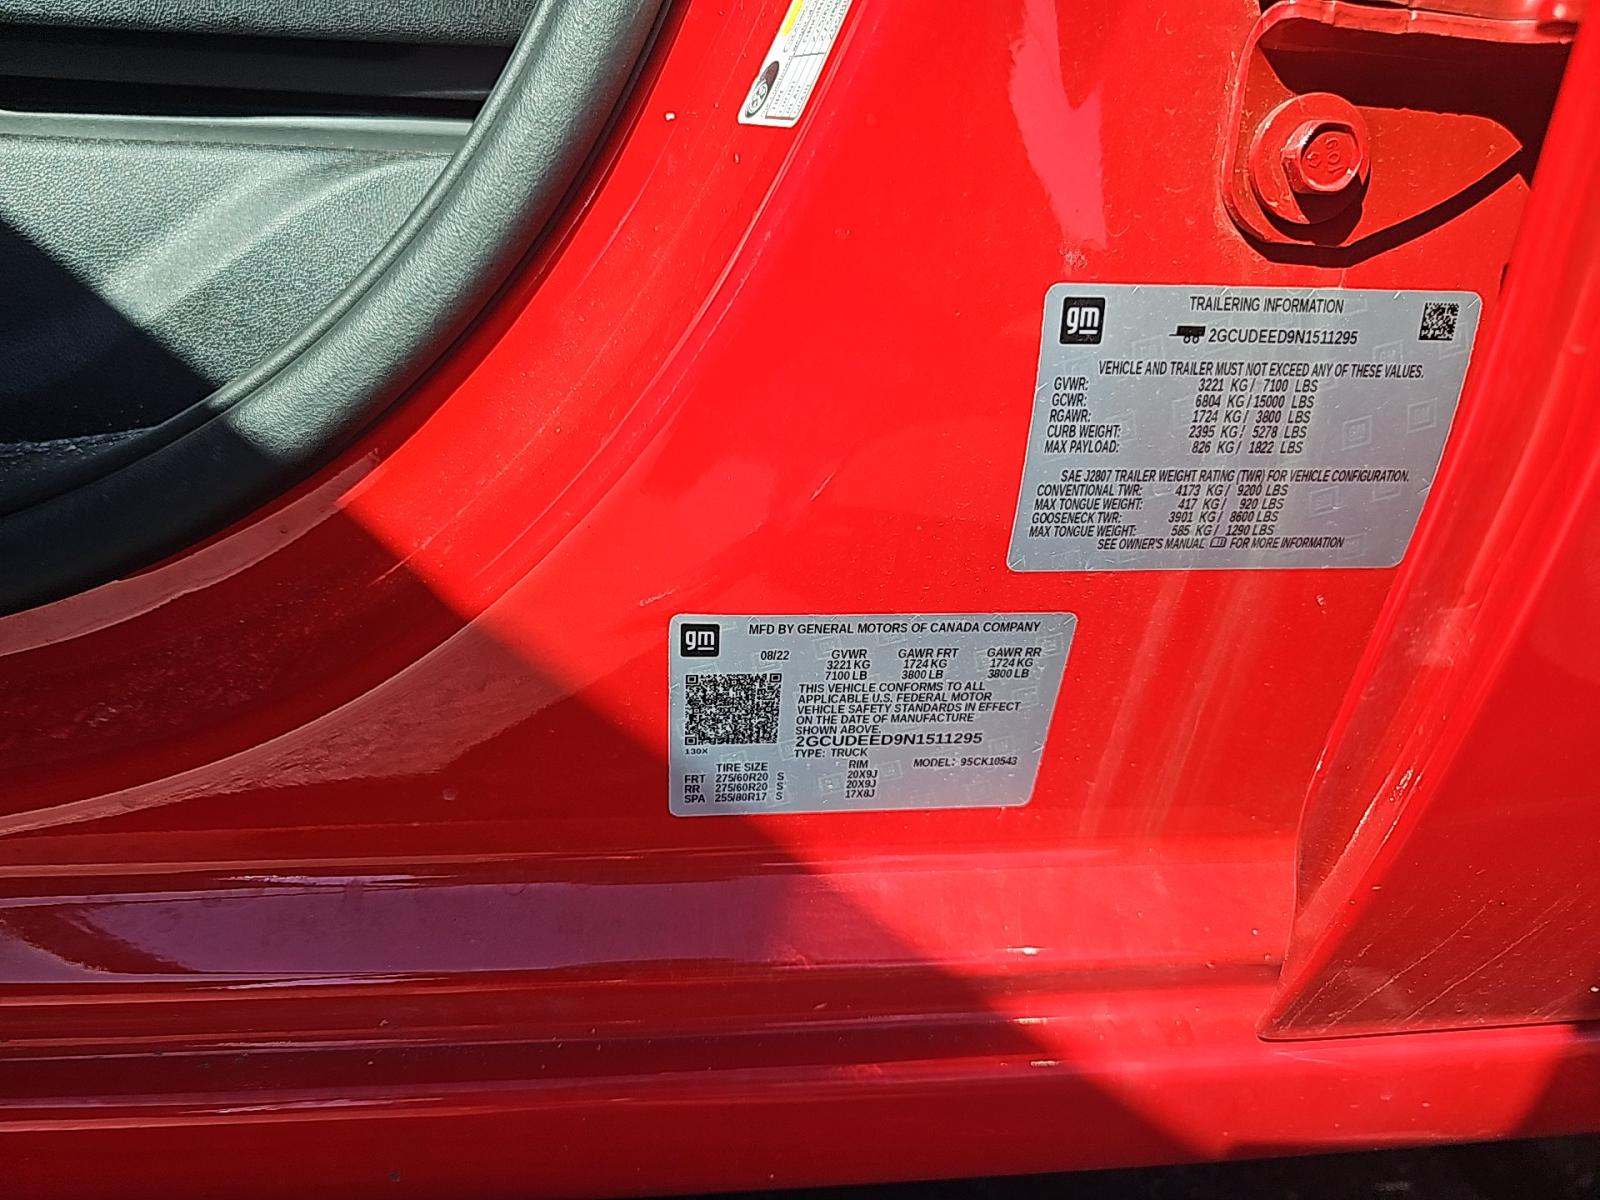 gm
TRAILERING INFORMATION
2GCUDEED9N1511295
VEHICLE AND TRAILER MUST NOT EXCEED ANY OF THESE VALUES.
GVWR: 3221 KG / 7100 LBS
GCWR: 6804 KG / 15000 LBS
RGAWR: 1724 KG / 3800 LBS
CURB WEIGHT: 2395 KG / 5278 LBS
MAX PAYLOAD: 826 KG / 1822 LBS
SAE J2807 TRAILER WEIGHT RATING (TWR) FOR VEHICLE CONFIGURATION.
CONVENTIONAL TWR: 4173 KG / 9200 LBS
MAX TONGUE WEIGHT: 417 KG / 920 LBS
GOOSENECK TWR: 3901 KG / 8600 LBS
MAX TONGUE WEIGHT: 585 KG / 1290 LBS
SEE OWNER'S MANUAL FOR MORE INFORMATION
gm
MFD BY GENERAL MOTORS OF CANADA COMPANY
08/22 GVWR GAWR FRT GAWR RR
3221 KG 1724 KG 1724 KG
7100 LB 3800 LB 3800 LB
THIS VEHICLE CONFORMS TO ALL
APPLICABLE U.S. FEDERAL MOTOR
VEHICLE SAFETY STANDARDS IN EFFECT
ON THE DATE OF MANUFACTURE
SHOWN ABOVE.
2GCUDEED9N1511295
130X
TYPE: TRUCK
TIRE SIZE RIM MODEL: 95CK10543
FRT 275/60R20 S 20X9J
RR 275/60R20 S 20X9J
SPA 255/80R17 S 17X8J